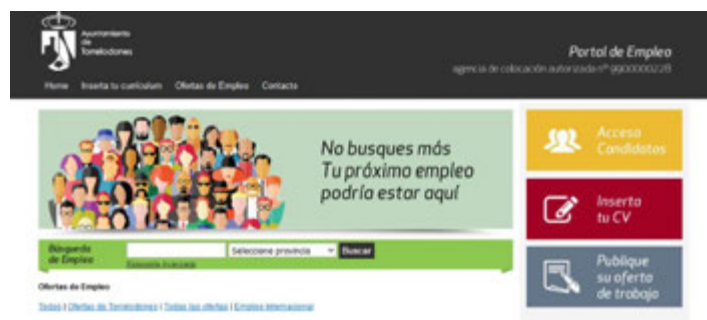 Ayuntamiento
de
Torrelodones
Portal de Empleo
agencia de colocación autorizada nº 9900000228
Home Inserta tu curriculum Ofertas de Empleo Contacto
No busques más
Tu próximo empleo
podría estar aquí
Acceso
Candidatos
Inserta
tu CV
Publique
su oferta
de trabajo
Búsqueda
de Empleo
Seleccione provincia
Buscar
Búsqueda Avanzada
Ofertas de Empleo
Todas | Ofertas de Torrelodones | Todas las ofertas | Empleo Internacional